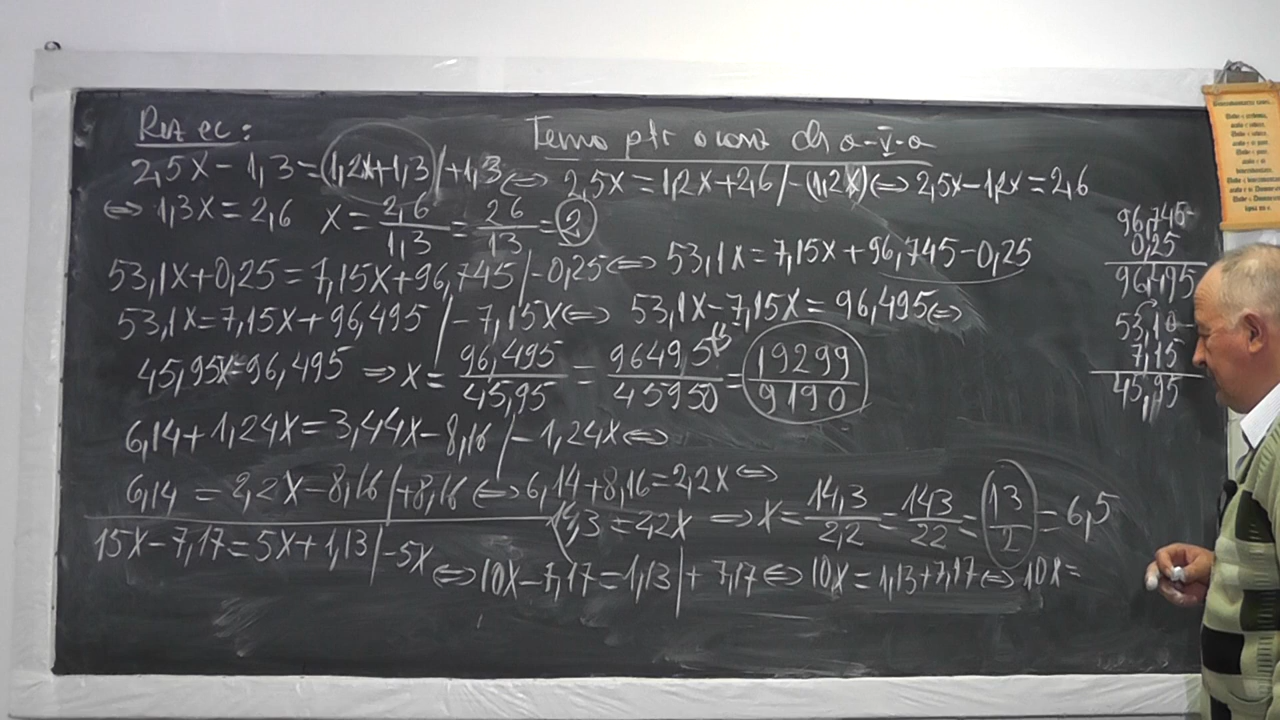 Rez ec:
Tema ptr acasă cls a-V-a
2,5x-1,3=1,2x+1,3/+1,3⇔ 2,5x=1,2x+2,6/-(1,2x)⇔2,5x-1,2x=2,6
⇔1,3x=2,6 x=2,6/1,3=26/13=2
53,1x+0,25=7,15x+96,745/-0,25⇔ 53,1x=7,15x+96,745-0,25
53,1x=7,15x+96,495/-7,15x⇔ 53,1x-7,15x=96,495⇔
45,95x=96,495 ⇒x=96,495/45,95=96495/45950=19299/9190
6,14+1,24x=3,44x-8,16/-1,24x⇔
6,14=2,2x-8,16/+8,16⇔6,14+8,16=2,2x⇔
14,3=22x ⇒x=14,3/2,2=143/22=13/2=6,5
15x-7,17=5x+1,13/-5x
⇔10x-7,17=1,13/+7,17⇔10x=1,13+7,17⇔10x=
96,745-
0,25
96,495
53,10-
7,15
45,95